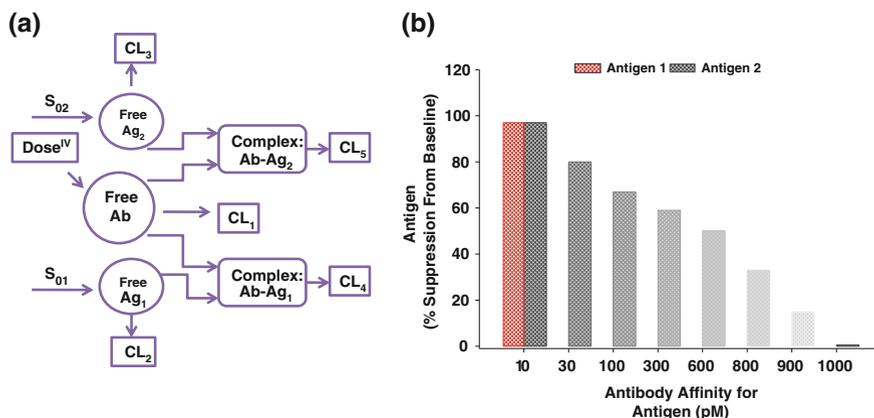 (a)
CL3
S02
Free
Ag2
DoseIV
Complex:
Ab-Ag2
CL5
Free
Ab
CL1
S01
Free
Ag1
Complex:
Ab-Ag1
CL4
CL2
(b)
Antigen 1
Antigen 2
120
100
80
60
40
20
0
Antigen
(% Suppression From Baseline)
10 30 100 300 600 800 900 1000
Antibody Affinity for
Antigen (pM)